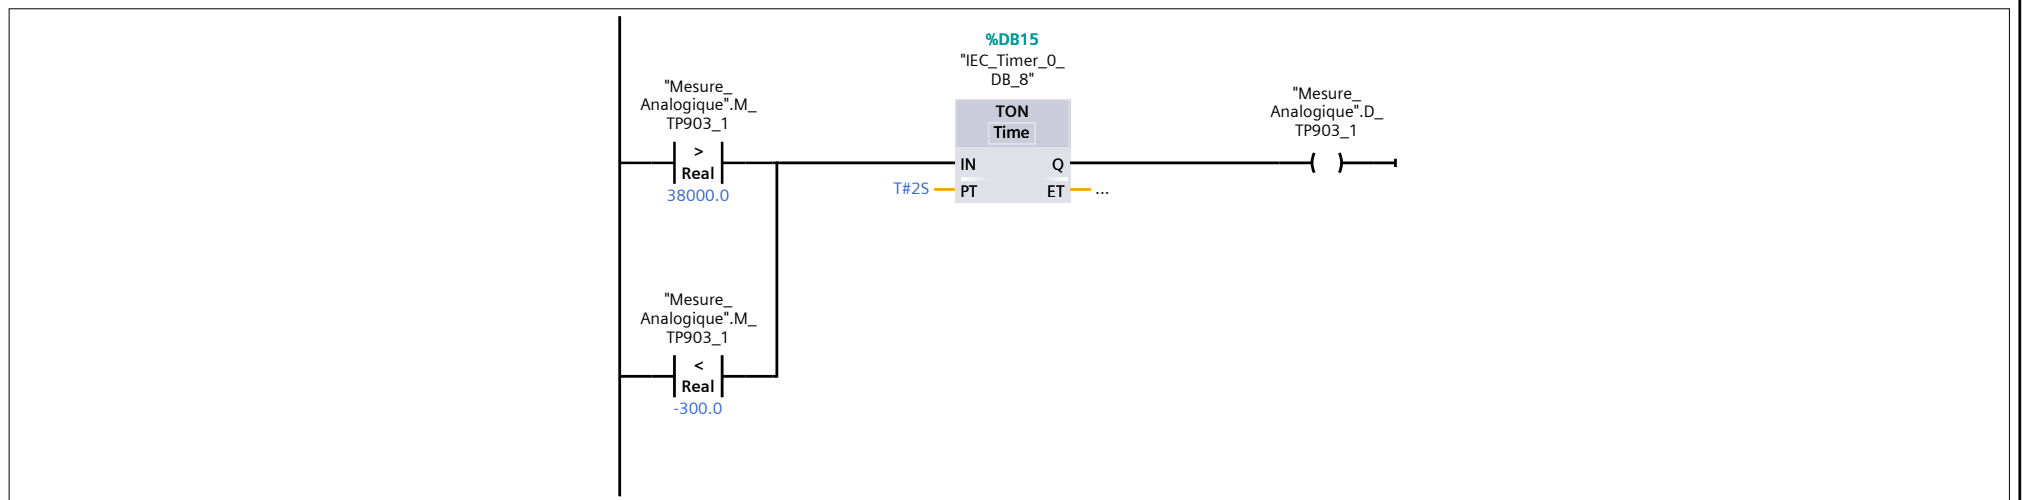 %DB15
"IEC_Timer_0_
DB_8"
"Mesure_
Analogique".M_
TP903_1
>
Real
38000.0
TON
Time
IN
Q
T#2S
PT
ET
...
"Mesure_
Analogique".D_
TP903_1
( )
"Mesure_
Analogique".M_
TP903_1
<
Real
-300.0